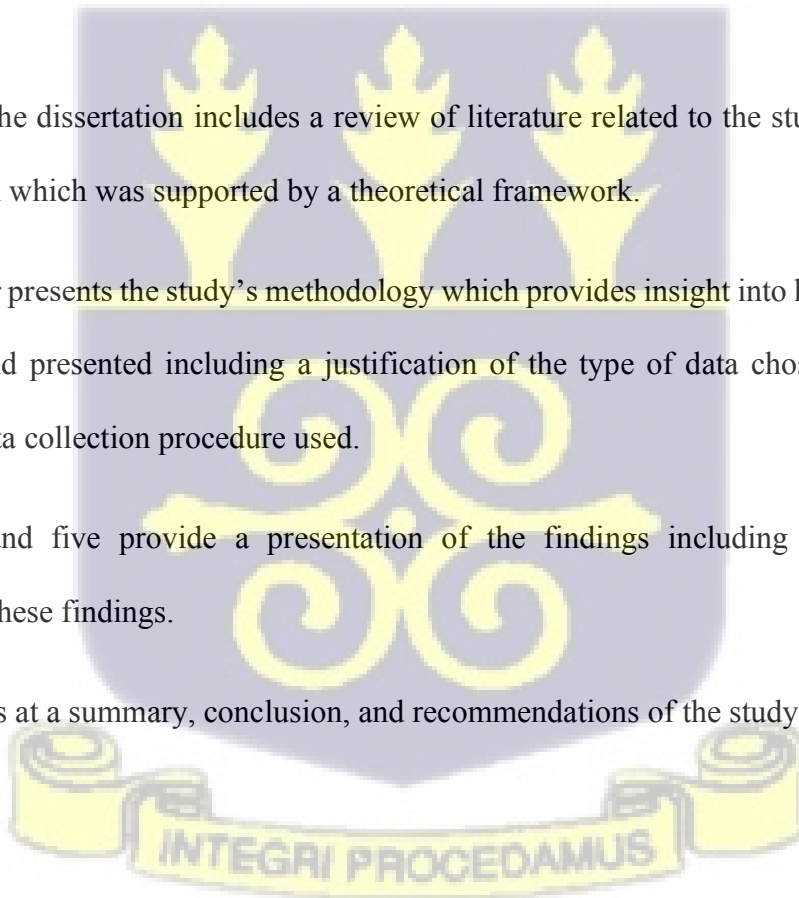 he dissertation includes a review of literature related to the stu
which was supported by a theoretical framework.
presents the study’s methodology which provides insight into
d presented including a justification of the type of data chos
ta collection procedure used.
nd five provide a presentation of the findings including
hese findings.
s at a summary, conclusion, and recommendations of the study
INTEGRI PROCEDAMUS